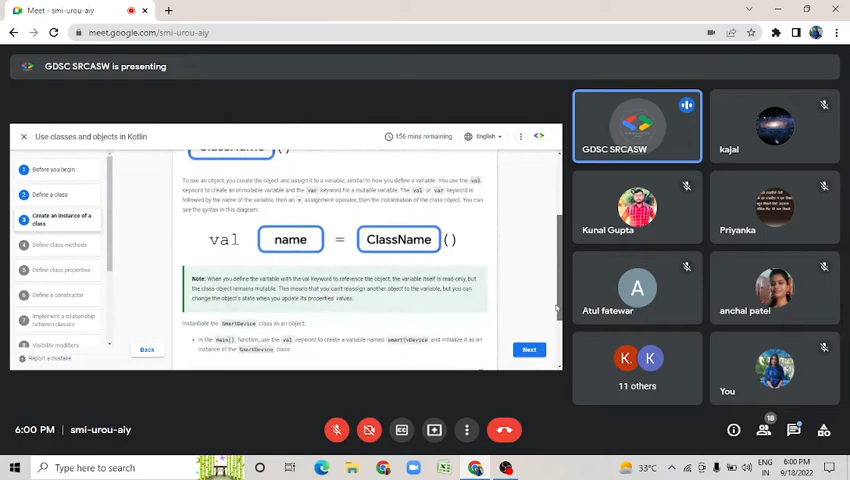 Meet - smi-urou-aiy
meet.google.com/smi-urou-aiy
GDSC SRCASW is presenting
Use classes and objects in Kotlin
156 mins remaining
English
1 Before you begin
2 Define a class
3 Create an instance of a
class
4 Define class methods
5 Define class properties
6 Define a constructor
7 Implement a relationship
between classes
8 Visibility modifiers
Report a mistake
ClassName ()
To use an object, you create the object and assign it to a variable, similar to how you define a variable. You use the val
keyword to create an immutable variable and the var keyword for a mutable variable. The val or var keyword is
followed by the name of the variable, then an = assignment operator, then the instantiation of the class object. You can
see the syntax in this diagram:
val name = ClassName ()
Note: When you define the variable with the val keyword to reference the object, the variable itself is read-only, but
the class object remains mutable. This means that you can't reassign another object to the variable, but you can
change the object's state when you update its properties' values.
Instantiate the SmartDevice class as an object:
• In the main() function, use the val keyword to create a variable named smartTvDevice and initialize it as an
instance of the SmartDevice class
Back
Next
GDSC SRCASW
kajal
Kunal Gupta
Priyanka
A
Atul fatewar
anchal patel
K.
K
11 others
You
6:00 PM
smi-urou-aiy
18
Type here to search
33°C
ENG
IN
6:00 PM
9/18/2022